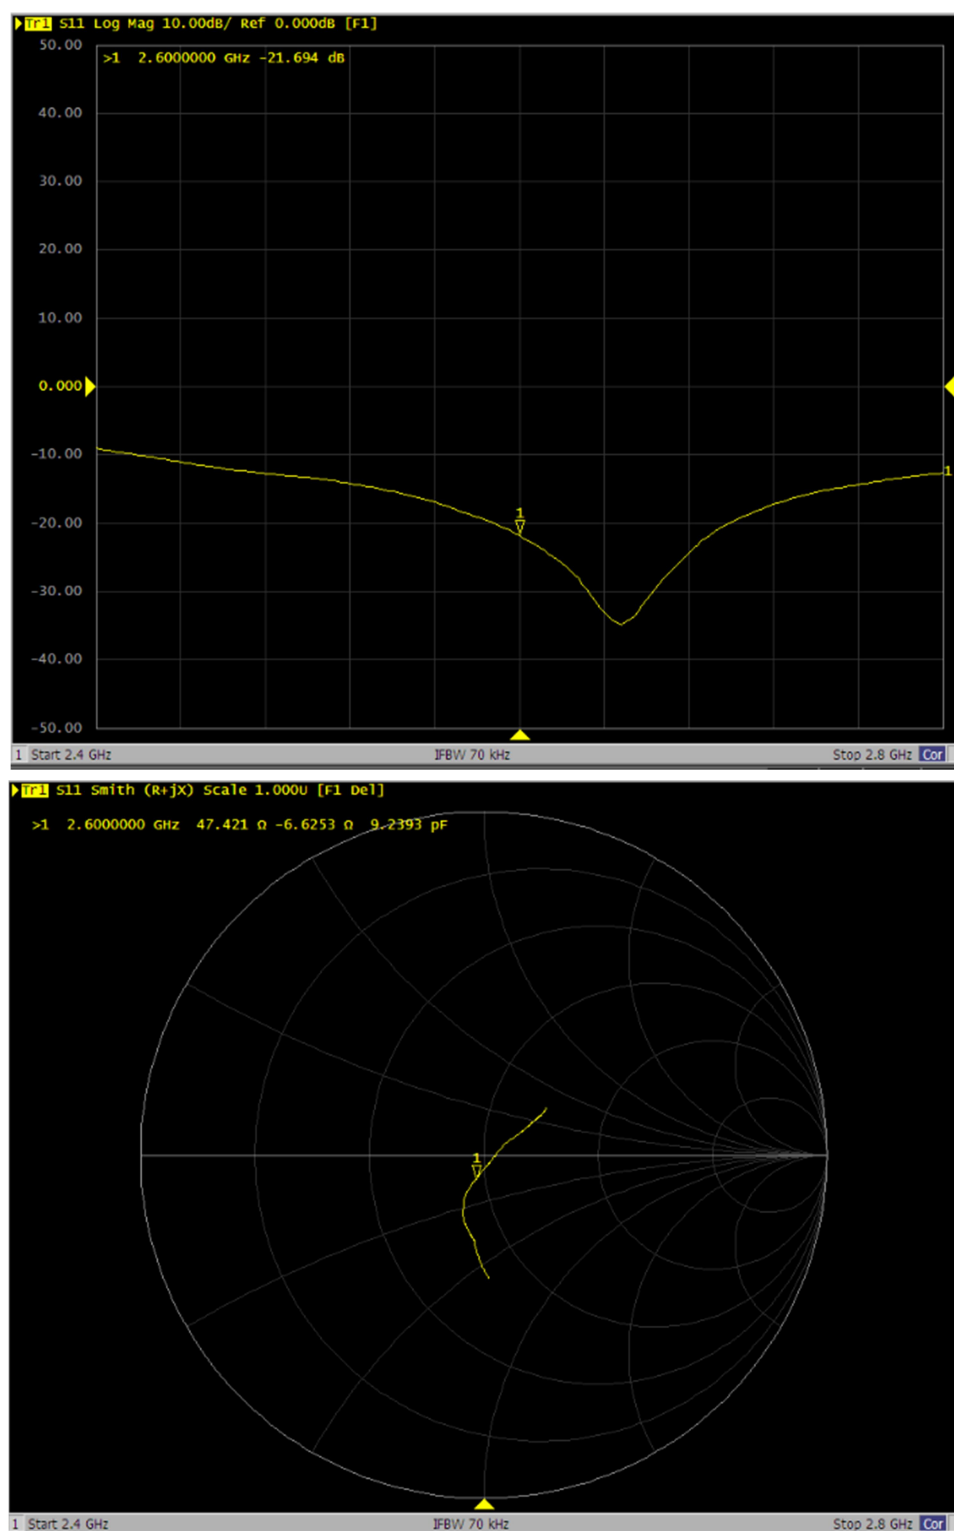 Tr1 S11 Log Mag 10.00dB/ Ref 0.000dB [F1]
50.00
>1 2.6000000 GHz -21.694 dB
40.00
30.00
20.00
10.00
0.000
-10.00
1
-20.00
1
-30.00
-40.00
-50.00
1 Start 2.4 GHz IFBW 70 kHz Stop 2.8 GHz Cor
Tr1 S11 Smith (R+jX) Scale 1.000U [F1 Del]
>1 2.6000000 GHz 47.421 Ω -6.6253 Ω 9.2393 pF
1
1 Start 2.4 GHz IFBW 70 kHz Stop 2.8 GHz Cor